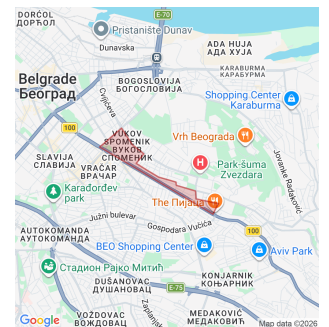 DORĆOL
ДОРЋОЛ
E-70
Pristanište Dunav
Dunavska
ADA HUJA
АДА ХУЈА
KARABURMA
КАРАБУРМА
BOGOSLOVIJA
БОГОСЛОВИЈА
Belgrade
Београд
Cvijićeva
Shopping Center
Karaburma
100
VUKOV
SPOMENIK
ВУКОВ
СПОМЕНИК
Vrh Beograda
SLAVIJA
СЛАВИЈА
VRAČAR
ВРАЧАР
Park-šuma
Zvezdara
Jovanke Radaković
Karađorđev
park
The Пијаца
Južni bulevar
Gospodara Vučića
100
AUTOKOMANDA
АУТОКОМАНДА
BEO Shopping Center
Aviv Park
Стадион Рајко Митић
KONJARNIK
КОЊАРНИК
DUŠANOVAC
ДУШАНОВАЦ
E-75
Zaplanjska
VOŽDOVAC
ВОЖДОВАЦ
MEDAKOVIĆ
МЕДАКОВИЋ
Google
Map data ©2026